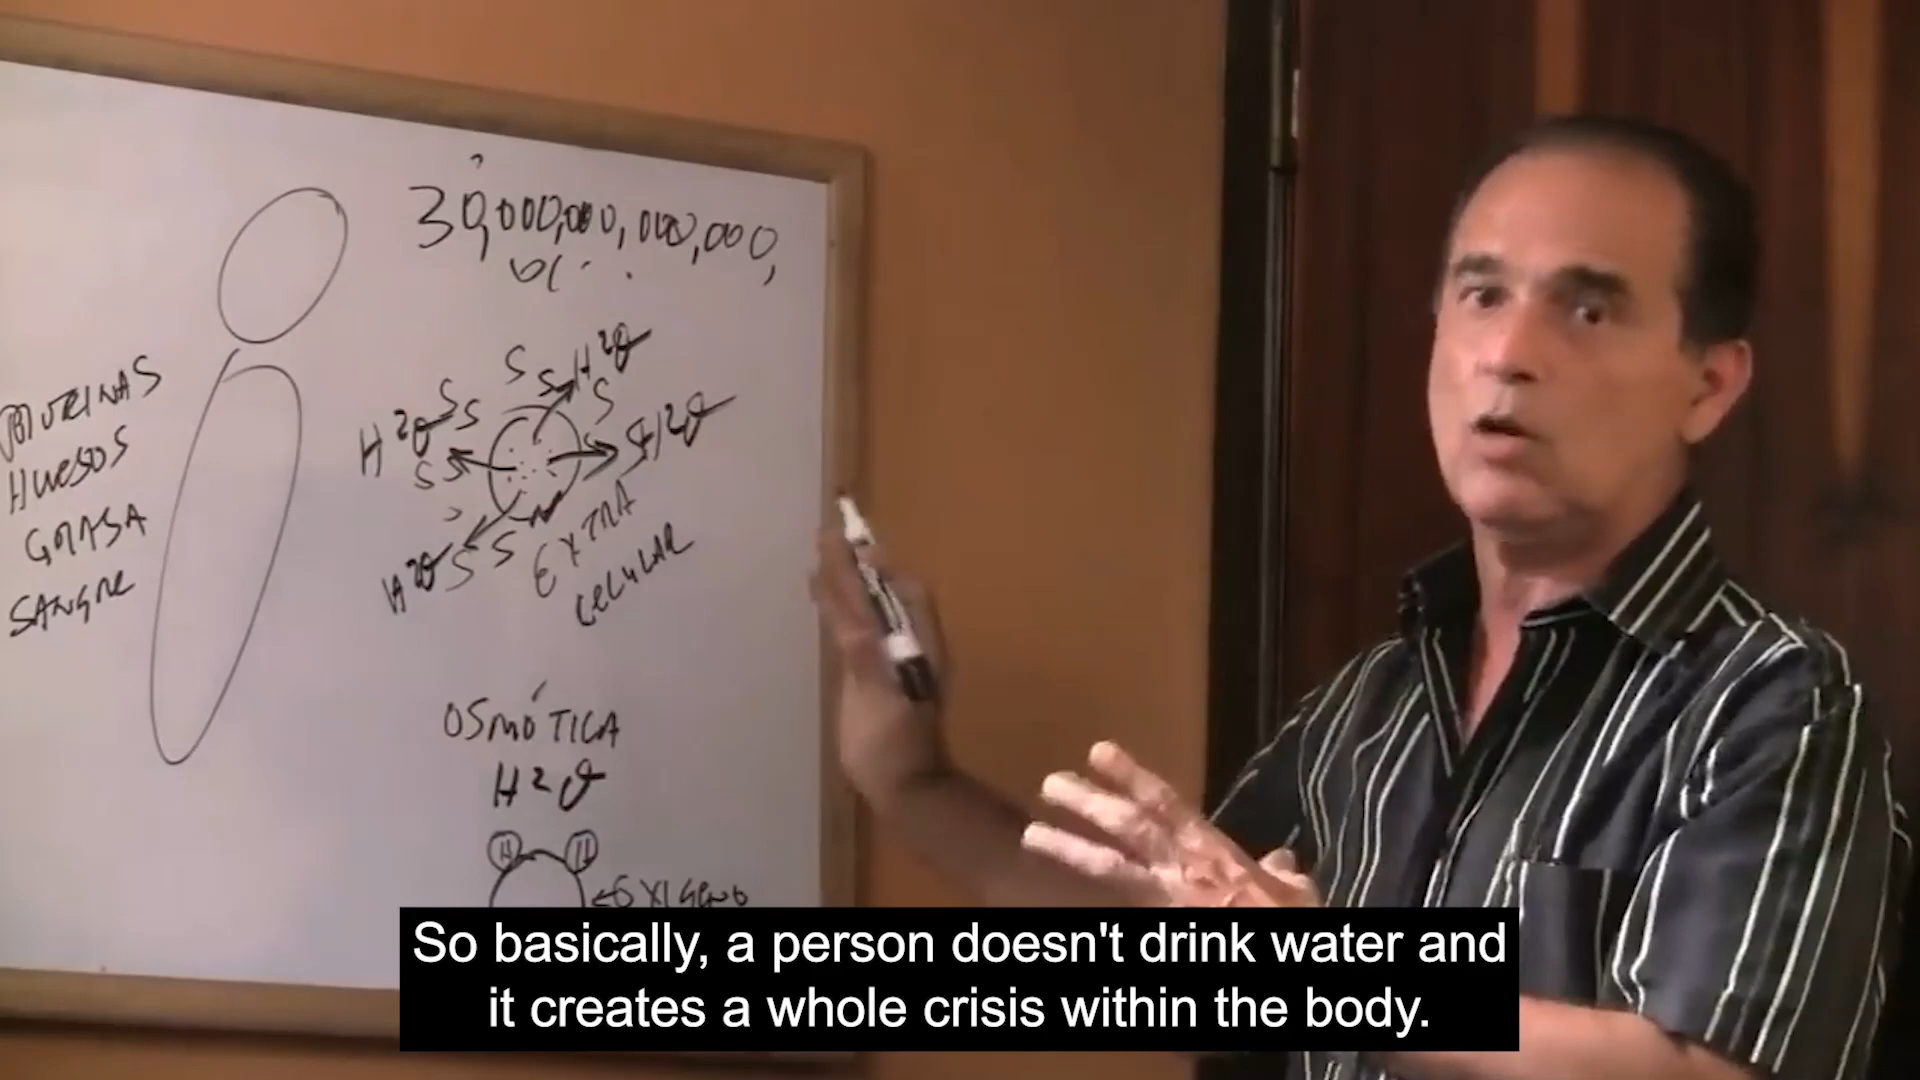 30,000,000,000,000,
S
S H2O
S
S
H2O S
S H2O
S S
S
H2O S S
EXTRA
CELULAR
HUESOS
GRASA
SANGRE
OSMÓTICA
H2O
H H
OXIGENO
So basically, a person doesn't drink water and
it creates a whole crisis within the body.